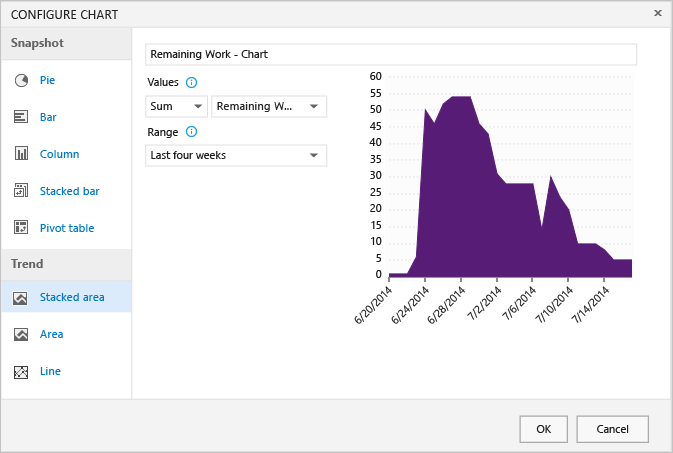 CONFIGURE CHART ×
Snapshot
Pie
Bar
Column
Stacked bar
Pivot table
Trend
Stacked area
Area
Line
Remaining Work - Chart
Values
Sum
Remaining W...
Range
Last four weeks
60
55
50
45
40
35
30
25
20
15
10
5
0
6/20/2014
6/24/2014
6/28/2014
7/2/2014
7/6/2014
7/10/2014
7/14/2014
OK
Cancel